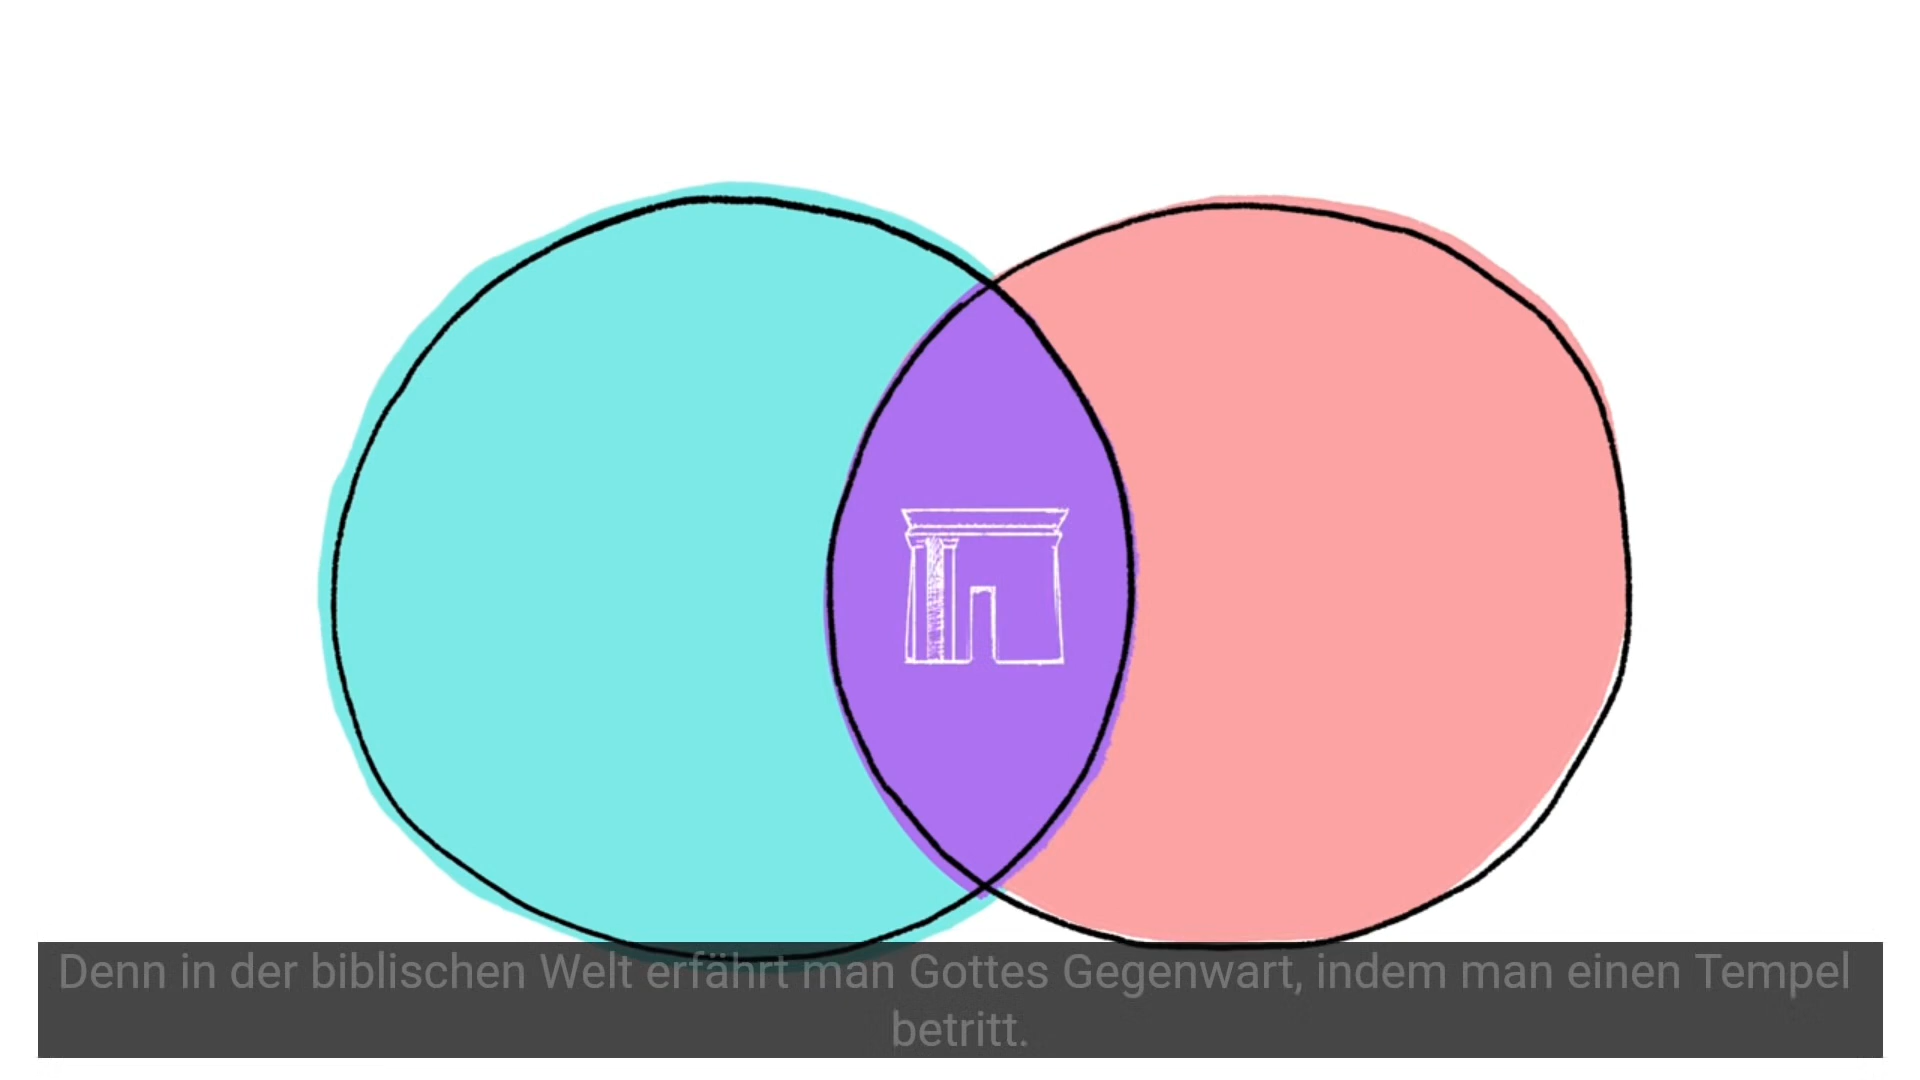 Denn in der biblischen Welt erfährt man Gottes Gegenwart, indem man einen Tempel
betritt.